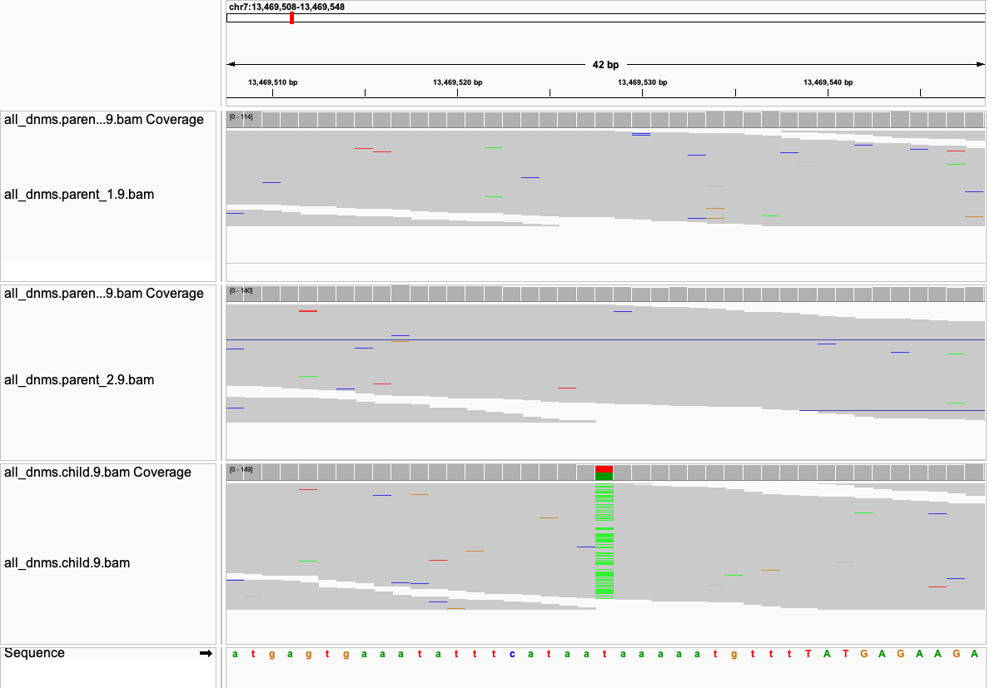 chr7:13,469,508-13,469,548
42 bp
13,469,510 bp 13,469,520 bp 13,469,530 bp 13,469,540 bp
all_dnms.paren...9.bam Coverage
[0 - 114]
all_dnms.parent_1.9.bam
all_dnms.paren...9.bam Coverage
[0 - 140]
all_dnms.parent_2.9.bam
all_dnms.child.9.bam Coverage
[0 - 149]
all_dnms.child.9.bam
Sequence
a t g a g t g a a a t a t t t c a t a a t a a a a a t g t t t T A T G A G A A G A